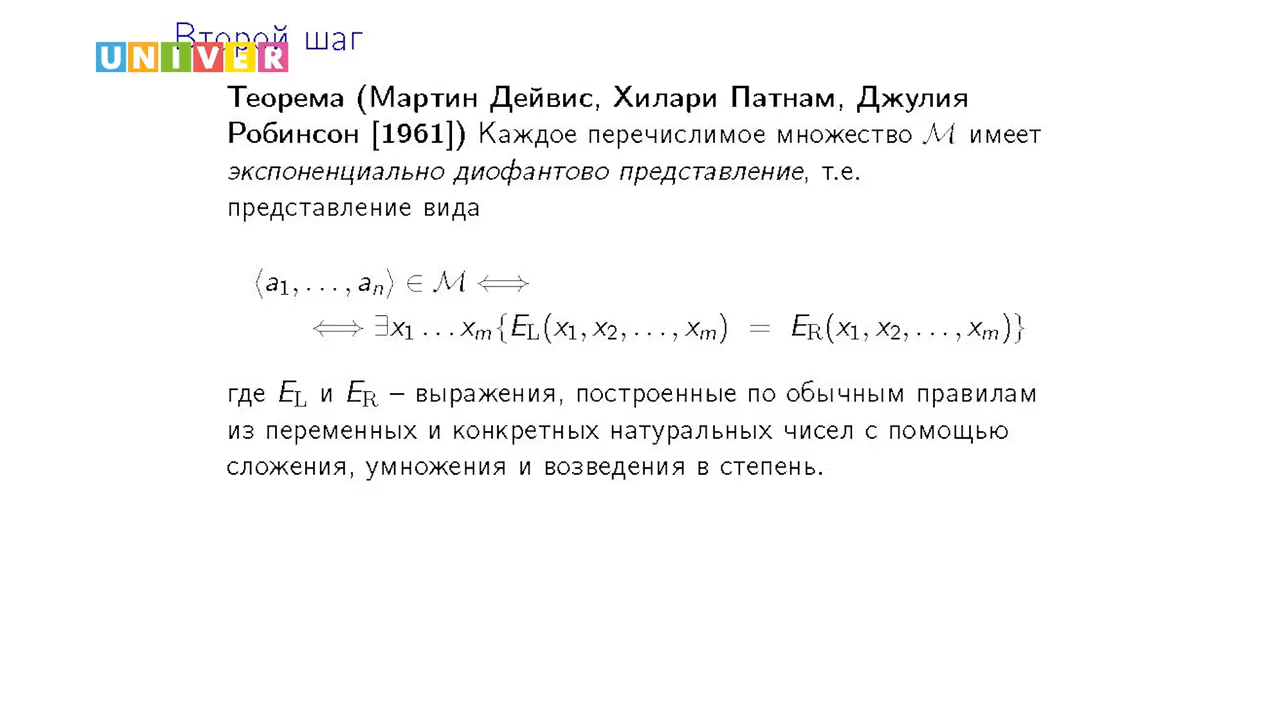 Второй шаг
UNIVER
Теорема (Мартин Дейвис, Хилари Патнам, Джулия
Робинсон [1961]) Каждое перечислимое множество ℳ имеет
экспоненциально диофантово представление, т.е.
представление вида
⟨a₁, …, aₙ⟩ ∈ ℳ ⟺
⟺ ∃x₁ … xₘ{E_L(x₁, x₂, …, xₘ) = E_R(x₁, x₂, …, xₘ)}
где E_L и E_R – выражения, построенные по обычным правилам
из переменных и конкретных натуральных чисел с помощью
сложения, умножения и возведения в степень.